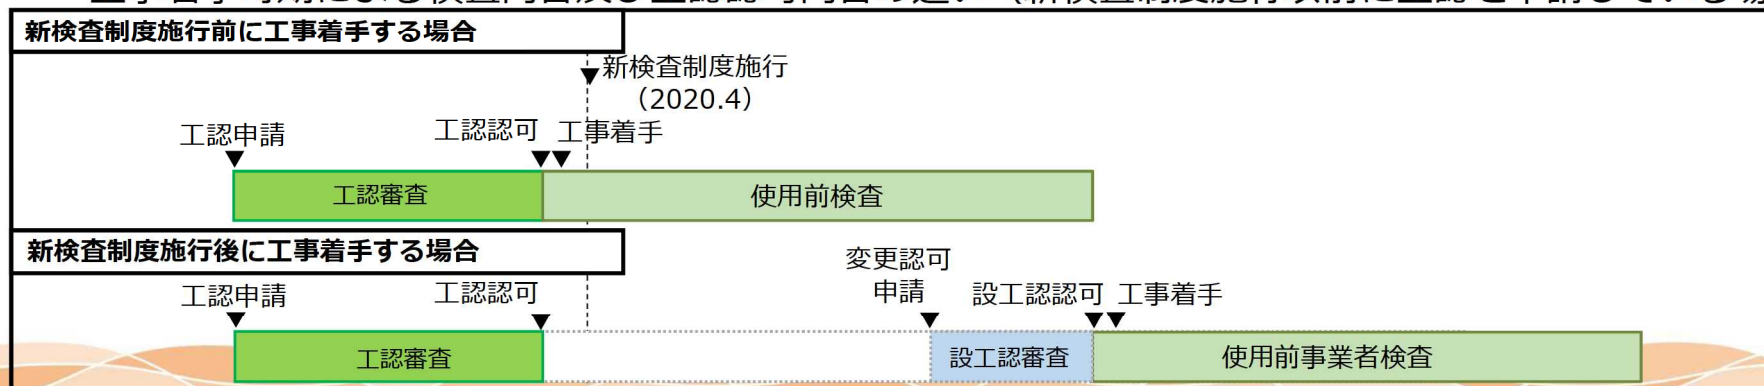 新検査制度施行前に工事着手する場合
新検査制度施行
（2020.4）
工認申請
工認認可
工事着手
工認審査
使用前検査
新検査制度施行後に工事着手する場合
工認申請
工認認可
変更認可
申請
設工認認可
工事着手
工認審査
設工認審査
使用前事業者検査